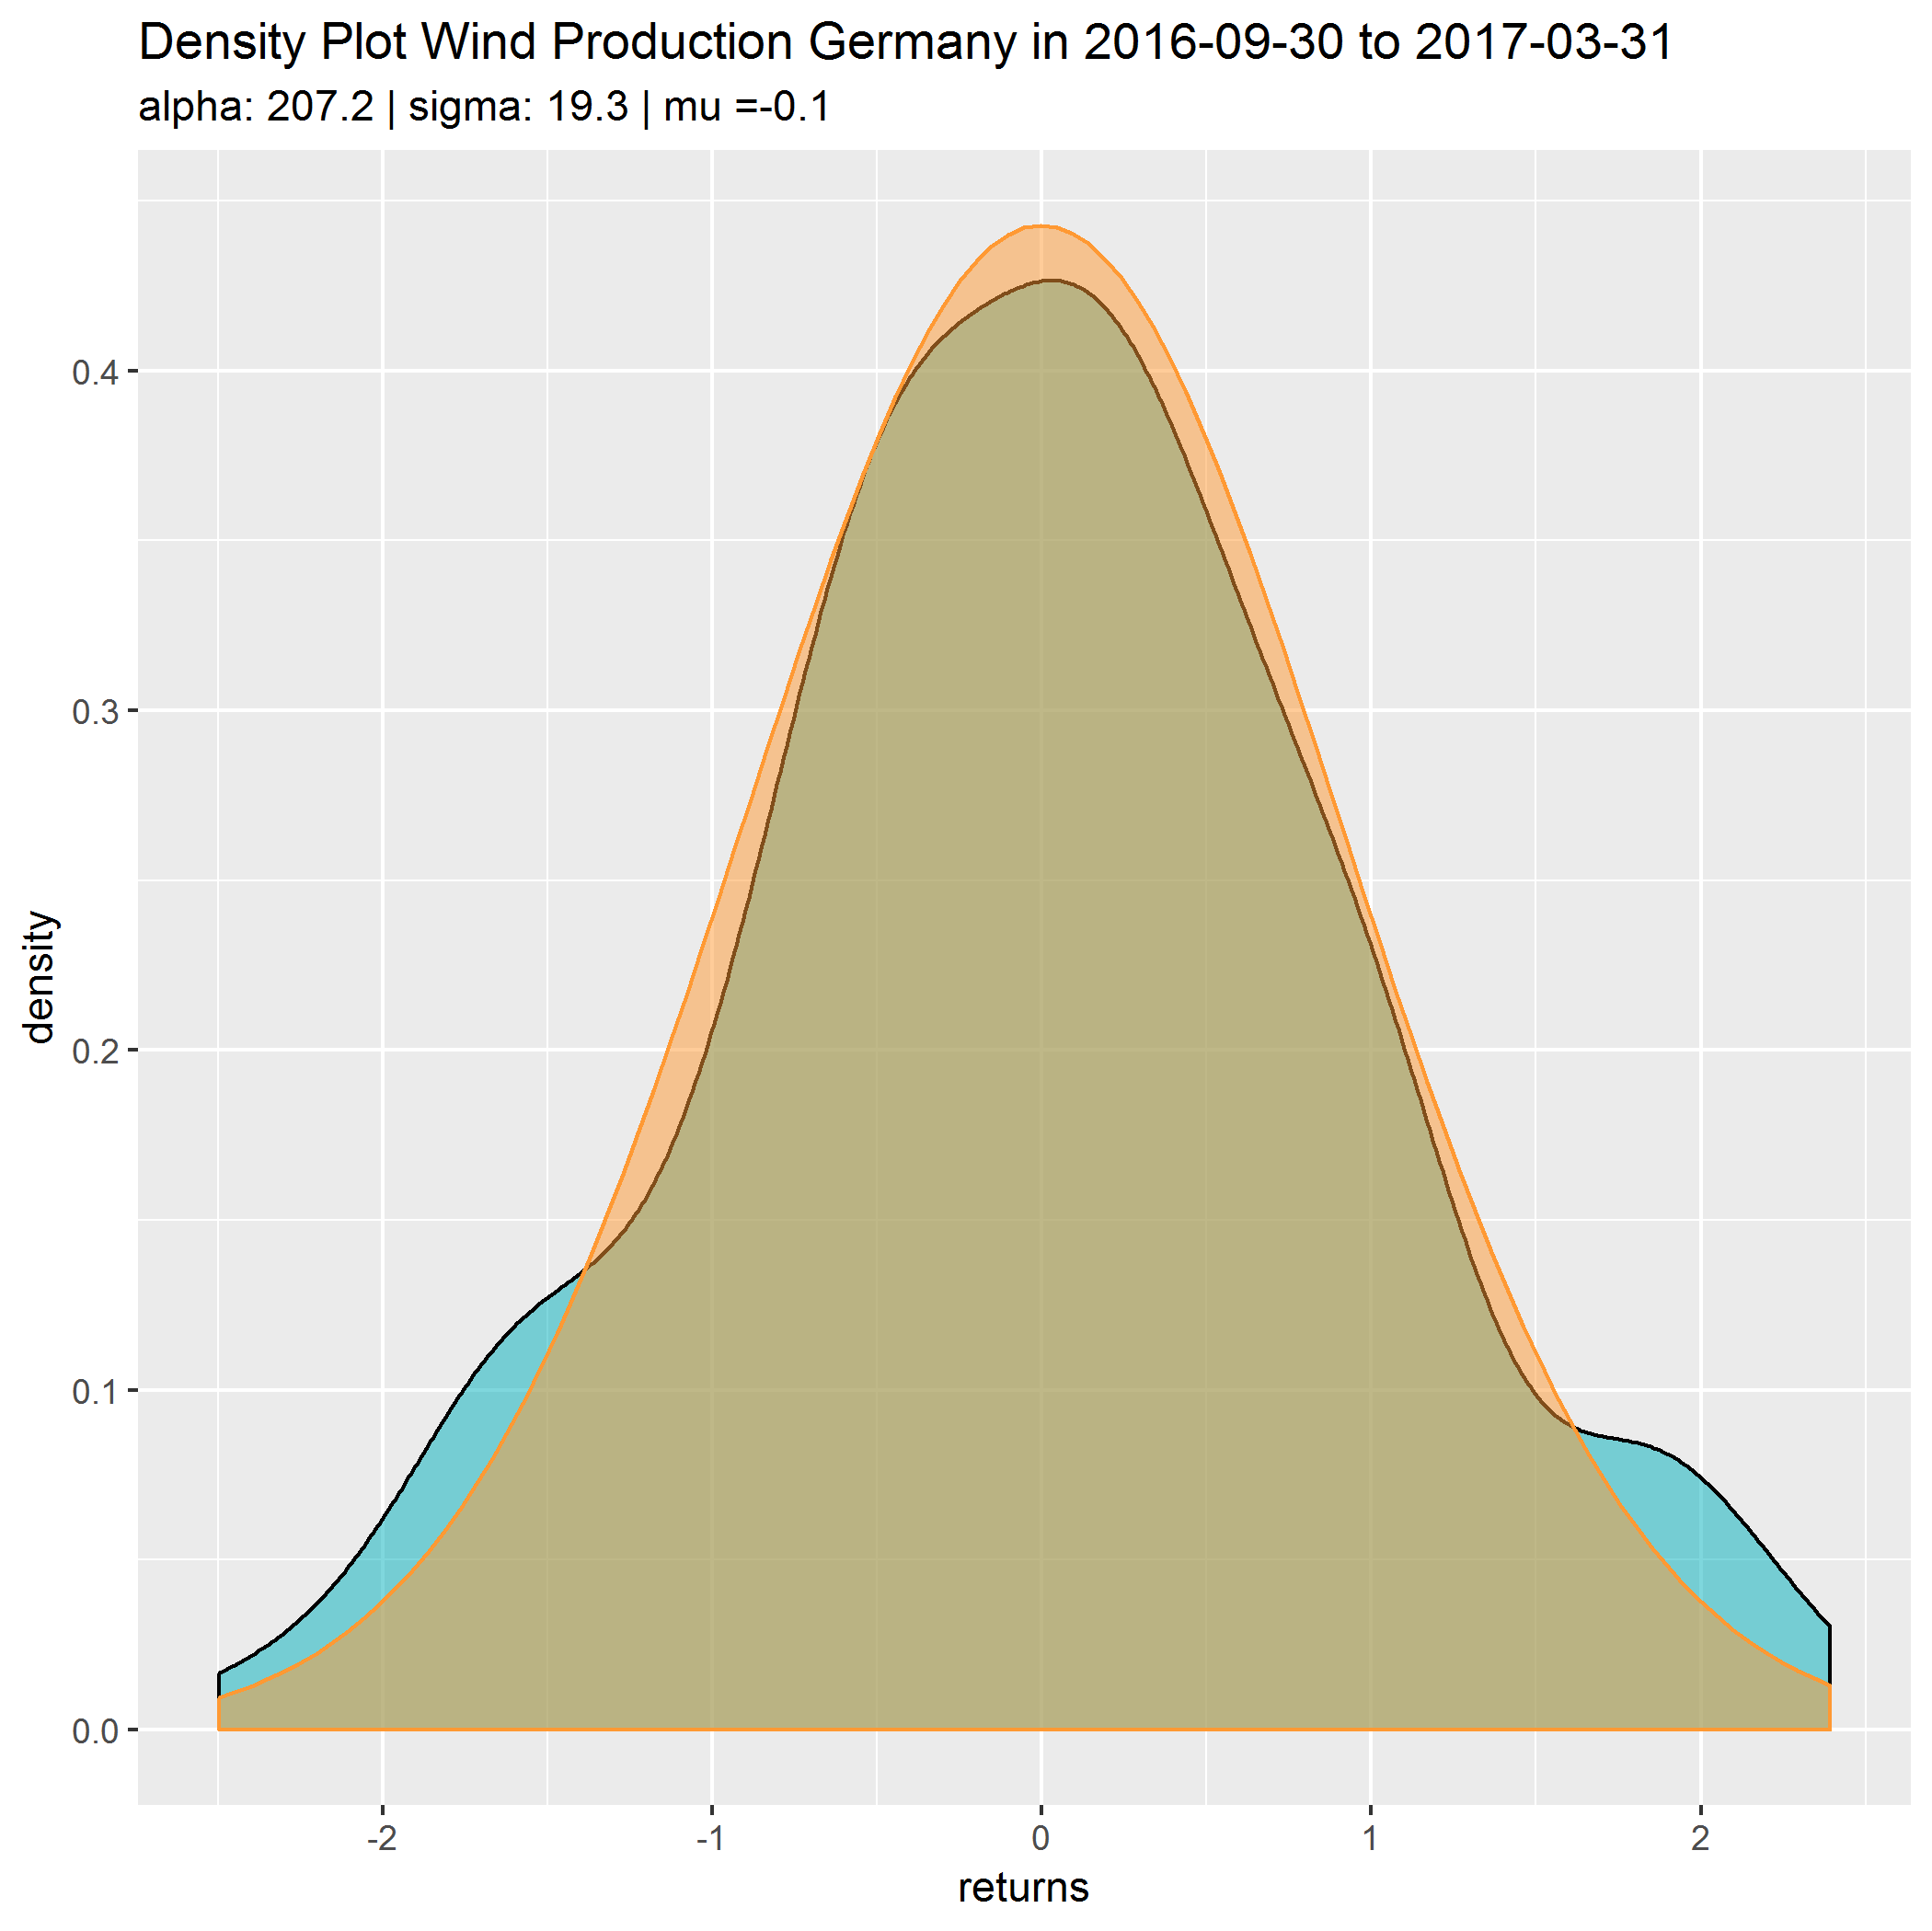 Density Plot Wind Production Germany in 2016-09-30 to 2017-03-31
alpha: 207.2 | sigma: 19.3 | mu =-0.1
density
0.4
0.3
0.2
0.1
0.0
-2
-1
0
1
2
returns